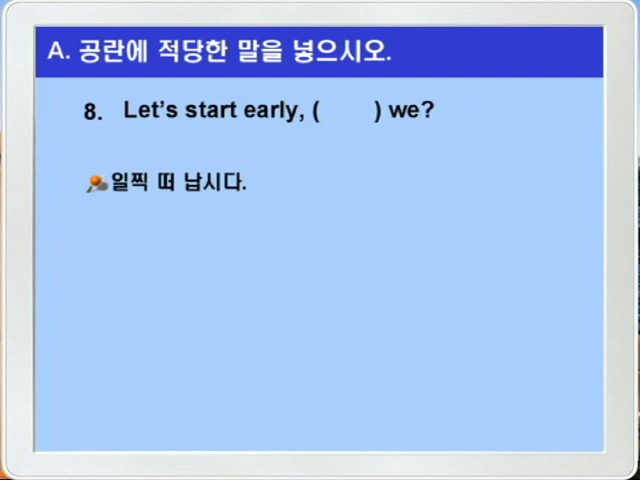 A. 공란에 적당한 말을 넣으시오.
8. Let's start early, ( ) we?
일찍 떠 납시다.